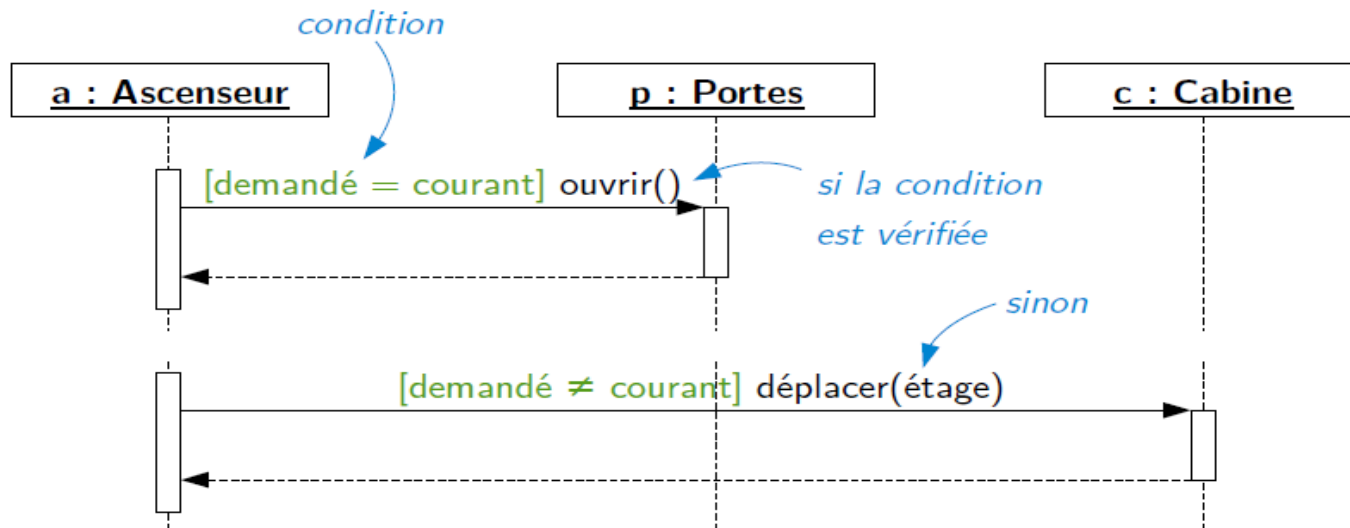 condition
a : Ascenseur
p : Portes
c : Cabine
[demandé = courant] ouvrir()
si la condition
est vérifiée
sinon
[demandé ≠ courant] déplacer(étage)